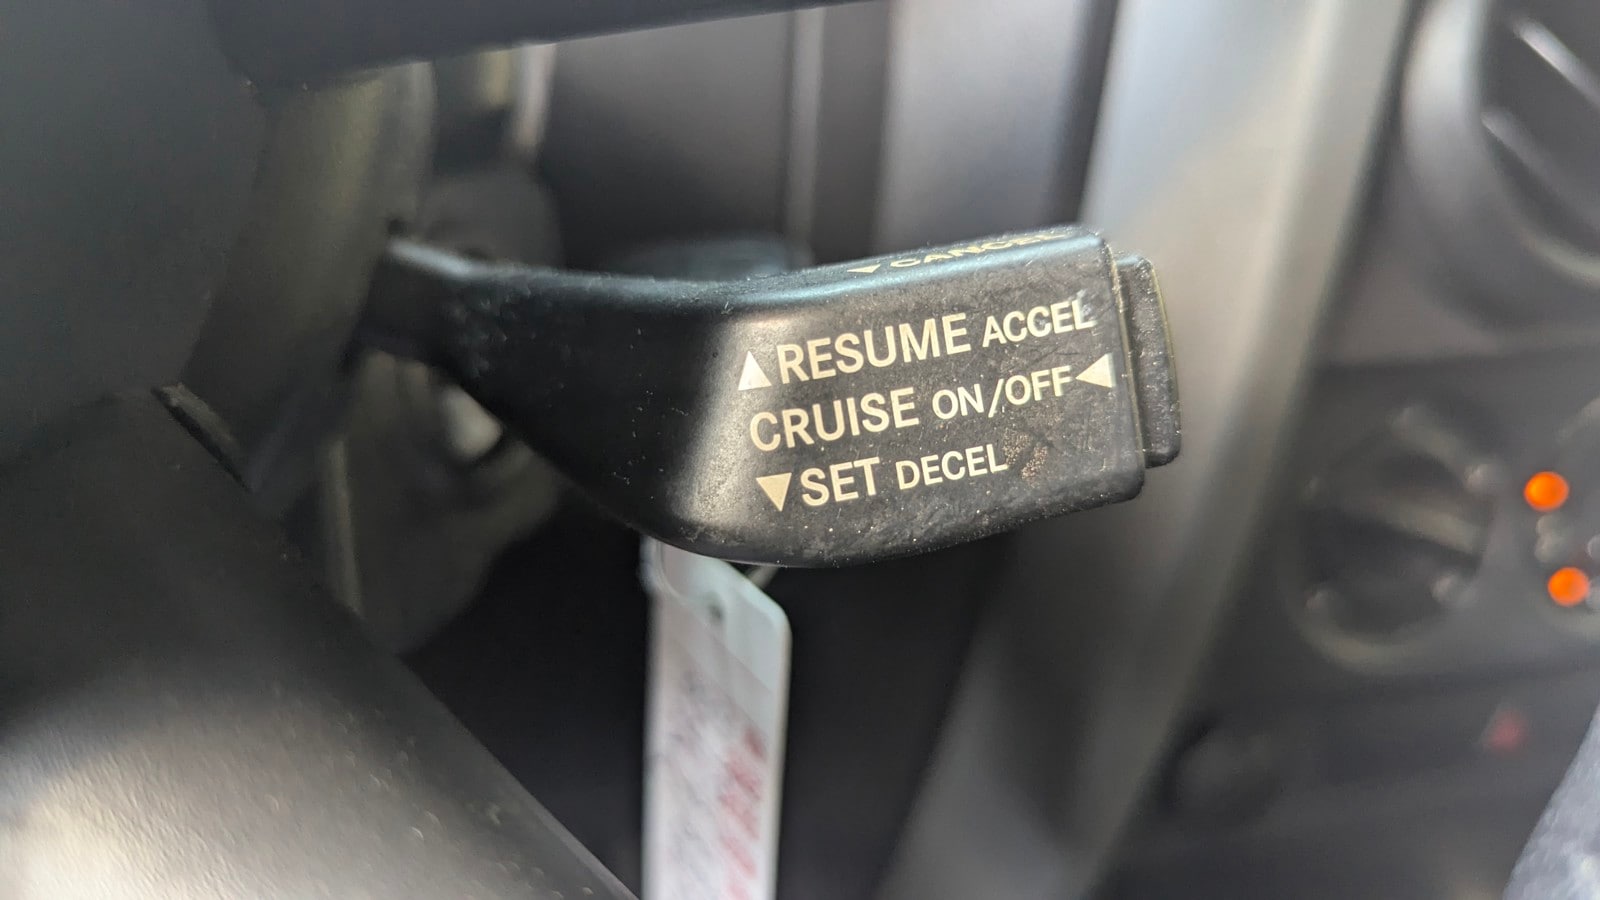 ▼CANCEL
▲RESUME ACCEL
CRUISE ON/OFF◀
▼SET DECEL